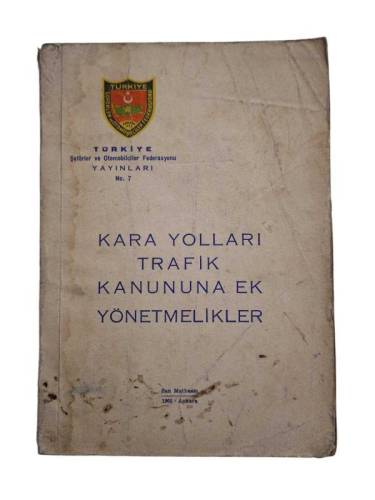 TÜRKİYE
TÜRKİYE
Şoförler ve Otomobilciler Federasyonu
YAYINLARI
No. 7
KARA YOLLARI
TRAFİK
KANUNUNA EK
YÖNETMELİKLER
Matbaası
Ankara